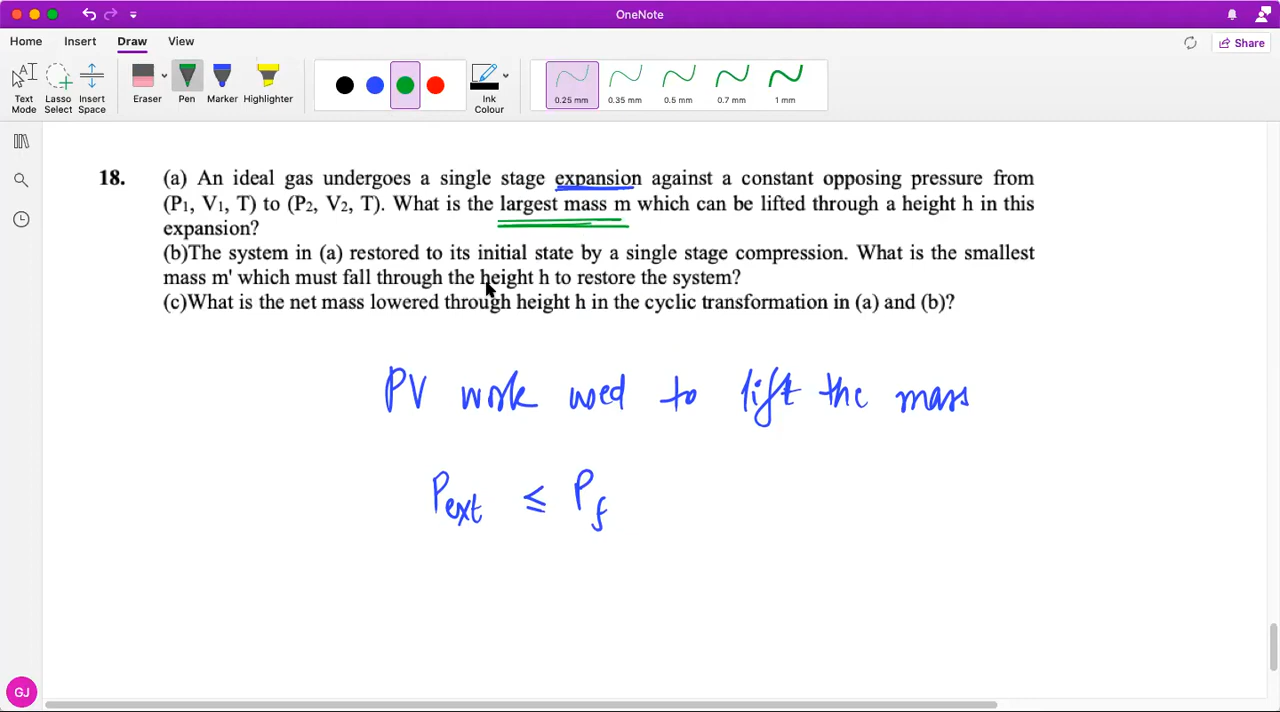 OneNote
Home Insert Draw View
Share
Text Mode
Lasso Select
Insert Space
Eraser
Pen
Marker
Highlighter
Ink Colour
0.25 mm
0.35 mm
0.5 mm
0.7 mm
1 mm
18. (a) An ideal gas undergoes a single stage expansion against a constant opposing pressure from
(P1, V1, T) to (P2, V2, T). What is the largest mass m which can be lifted through a height h in this
expansion?
(b)The system in (a) restored to its initial state by a single stage compression. What is the smallest
mass m' which must fall through the height h to restore the system?
(c)What is the net mass lowered through height h in the cyclic transformation in (a) and (b)?
PV work used to lift the mass
Pext ≤ Pf
GJ